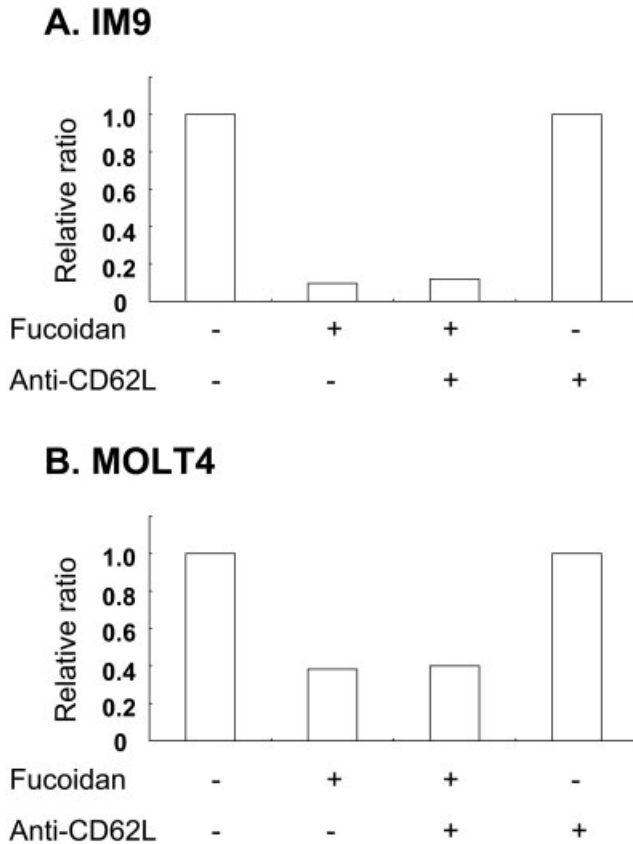 A. IM9
Relative ratio
1.0
0.8
0.6
0.4
0.2
0
Fucoidan - + + -
Anti-CD62L - - + +
B. MOLT4
Relative ratio
1.0
0.8
0.6
0.4
0.2
0
Fucoidan - + + -
Anti-CD62L - - + +